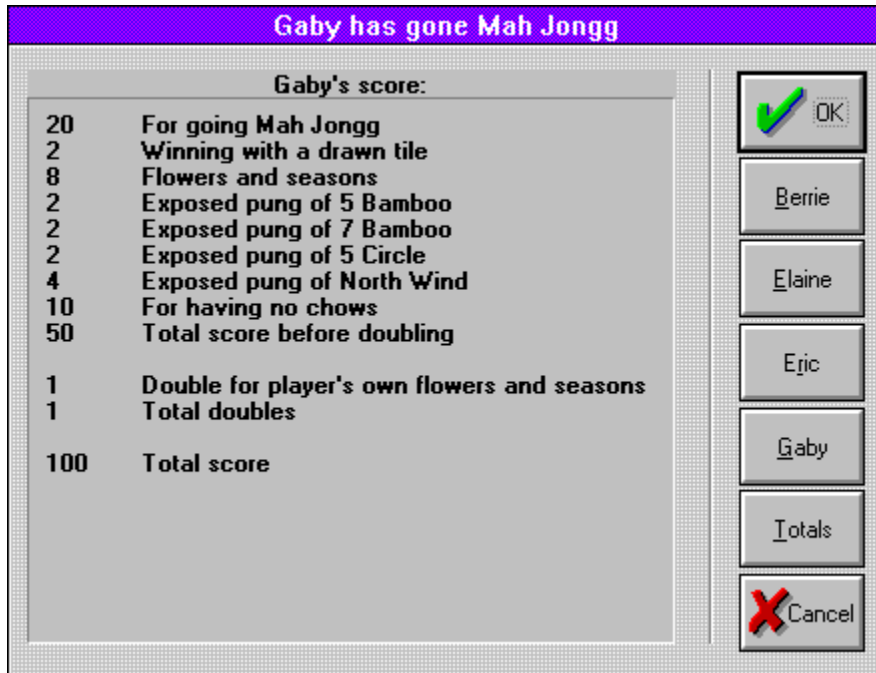 Gaby has gone Mah Jongg
Gaby's score:
20 For going Mah Jongg
2 Winning with a drawn tile
8 Flowers and seasons
2 Exposed pung of 5 Bamboo
2 Exposed pung of 7 Bamboo
2 Exposed pung of 5 Circle
4 Exposed pung of North Wind
10 For having no chows
50 Total score before doubling
1 Double for player's own flowers and seasons
1 Total doubles
100 Total score
OK
Berrie
Elaine
Eric
Gaby
Totals
Cancel